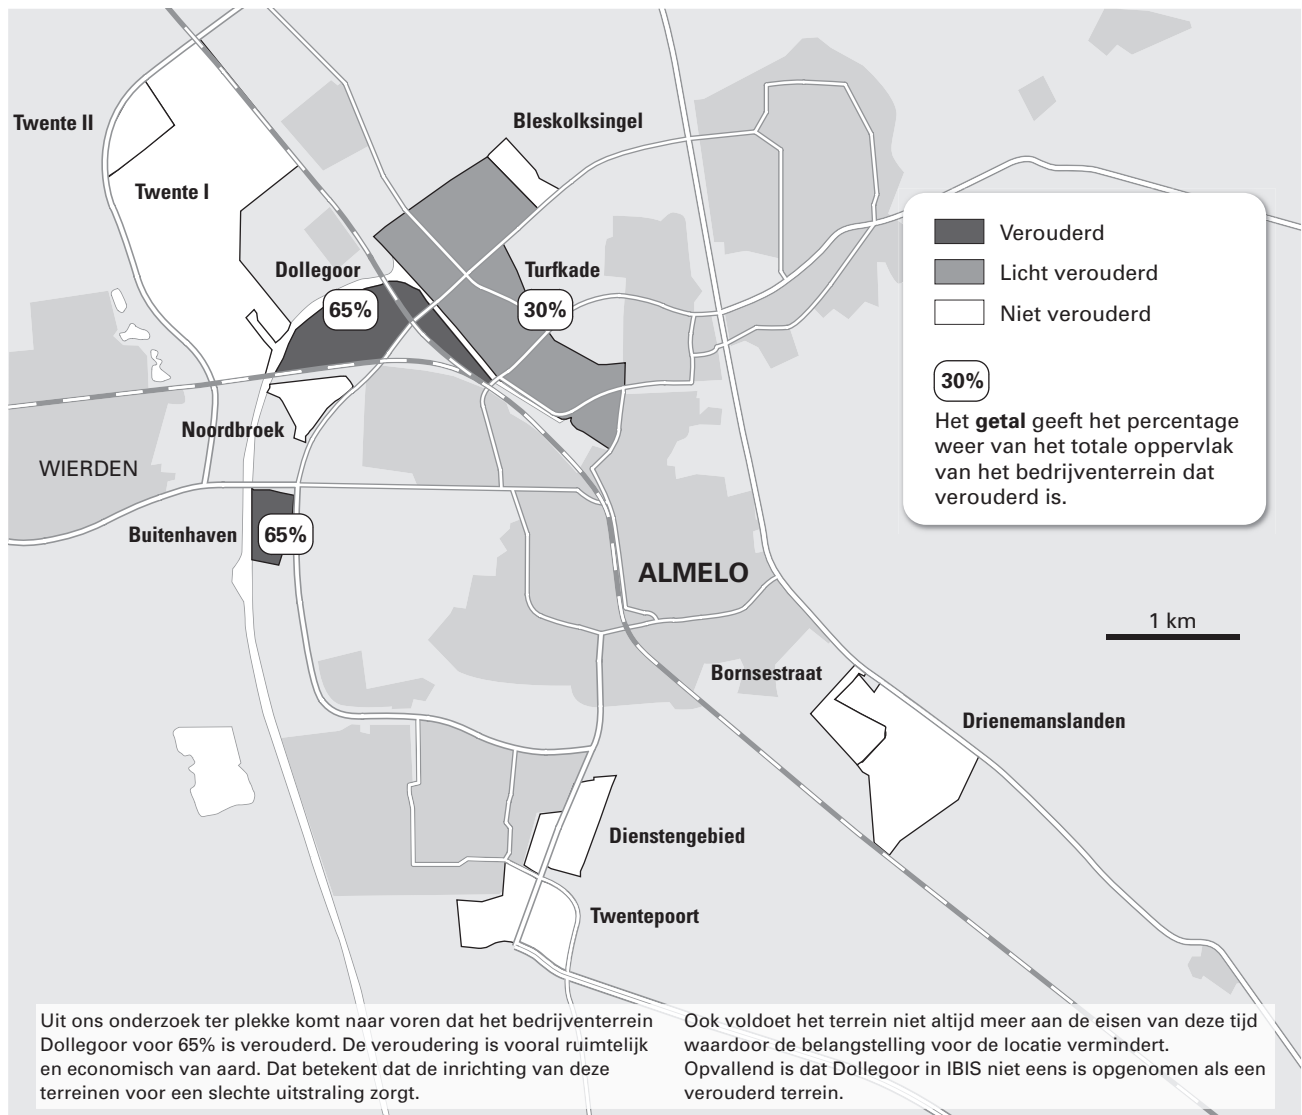 Twente II
Bleskolksingel
Twente I
Dollegoor
65%
Turfkade
30%
Noordbroek
WIERDEN
Buitenhaven
65%
ALMELO
Bornsestraat
Drienemanslanden
Dienstengebied
Twentepoort
Verouderd
Licht verouderd
Niet verouderd
30%
Het getal geeft het percentage
weer van het totale oppervlak
van het bedrijventerrein dat
verouderd is.
1 km
Uit ons onderzoek ter plekke komt naar voren dat het bedrijventerrein
Dollegoor voor 65% is verouderd. De veroudering is vooral ruimtelijk
en economisch van aard. Dat betekent dat de inrichting van deze
terreinen voor een slechte uitstraling zorgt.
Ook voldoet het terrein niet altijd meer aan de eisen van deze tijd
waardoor de belangstelling voor de locatie vermindert.
Opvallend is dat Dollegoor in IBIS niet eens is opgenomen als een
verouderd terrein.